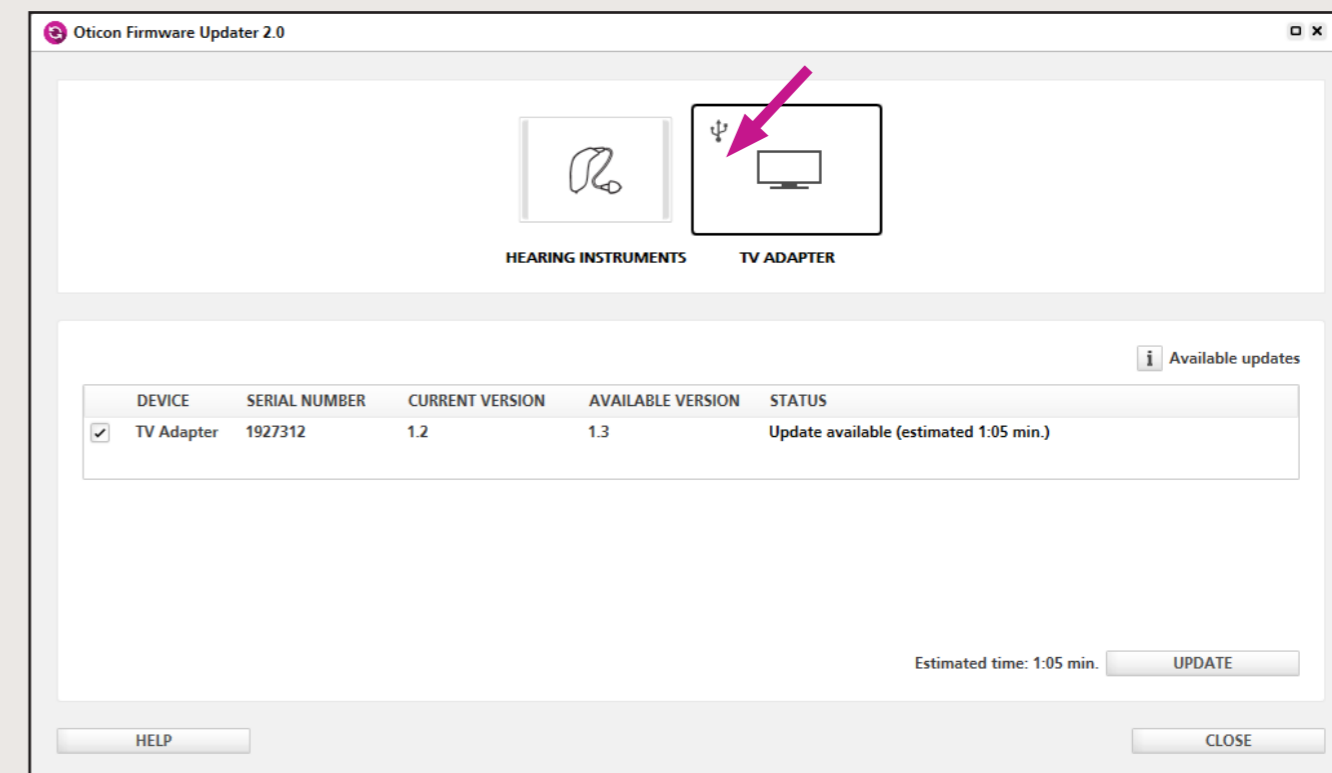 Oticon Firmware Updater 2.0
HEARING INSTRUMENTS TV ADAPTER
i Available updates
DEVICE SERIAL NUMBER CURRENT VERSION AVAILABLE VERSION STATUS
TV Adapter 1927312 1.2 1.3 Update available (estimated 1:05 min.)
Estimated time: 1:05 min. UPDATE
HELP CLOSE